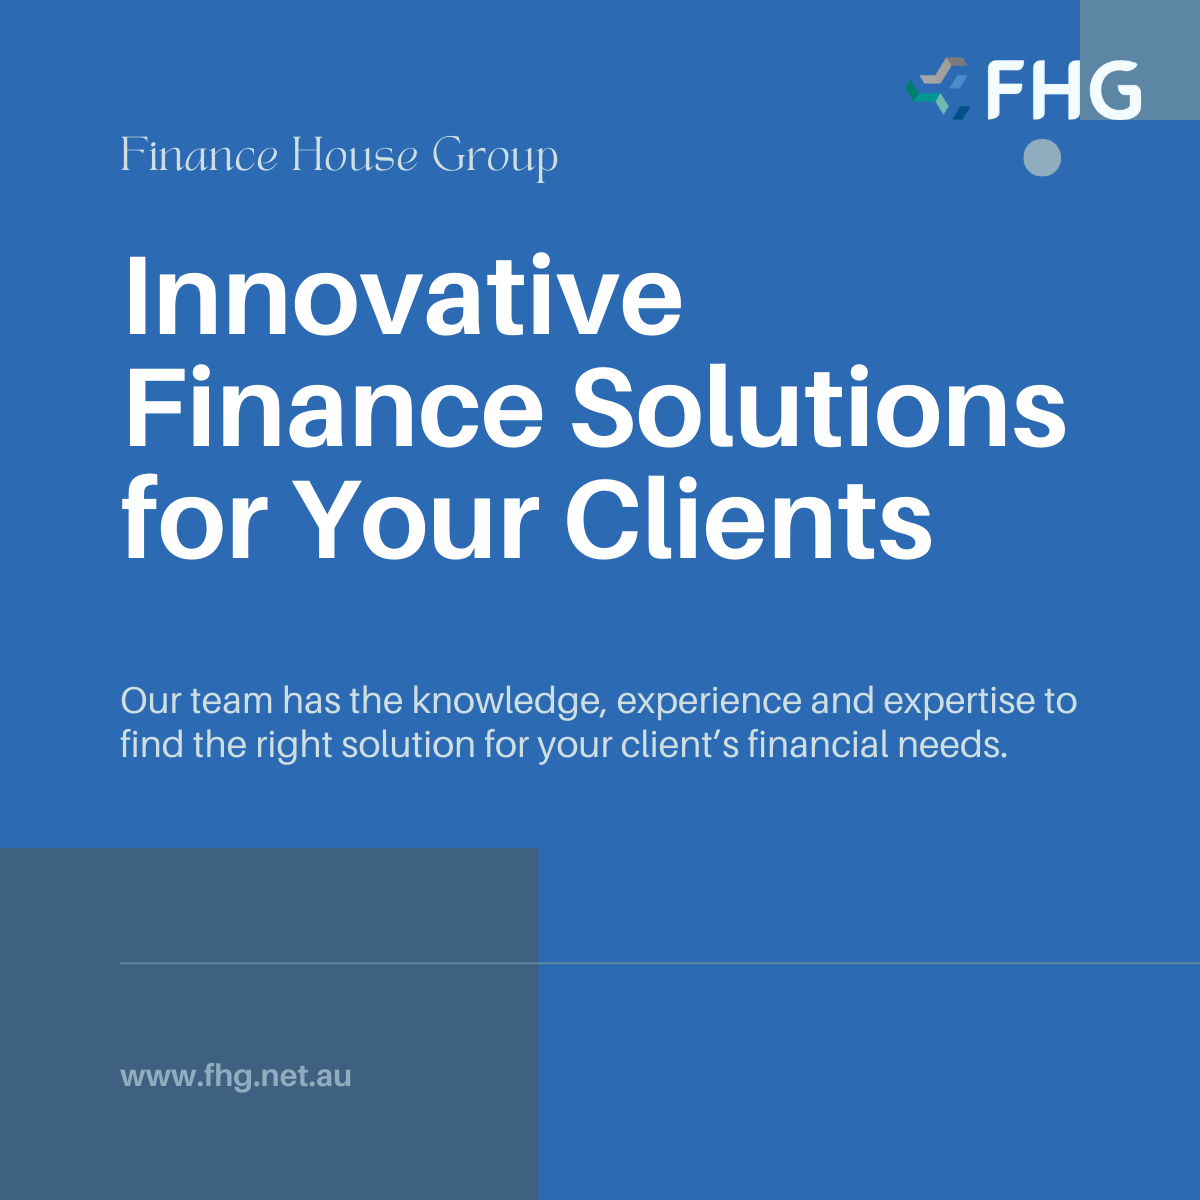 FHG
Finance House Group
Innovative
Finance Solutions
for Your Clients
Our team has the knowledge, experience and expertise to
find the right solution for your client’s financial needs.
www.fhg.net.au